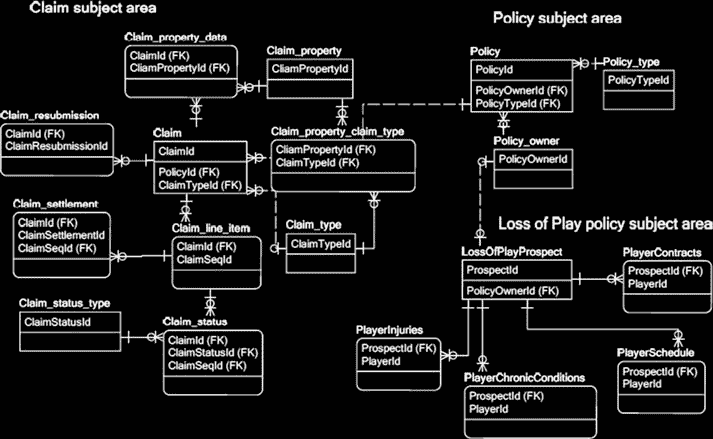 Claim subject area
Policy subject area
Claim_property_data
ClaimId (FK)
CliamPropertyId (FK)
Claim_property
CliamPropertyId
Policy
PolicyId
PolicyOwnerId (FK)
PolicyTypeId (FK)
Policy_type
PolicyTypeId
Claim_resubmission
ClaimId (FK)
ClaimResubmissionId
Claim
ClaimId
PolicyId (FK)
ClaimTypeId (FK)
Claim_property_claim_type
CliamPropertyId (FK)
ClaimTypeId (FK)
Policy_owner
PolicyOwnerId
Claim_settlement
ClaimId (FK)
ClaimSettlementId
ClaimSeqId (FK)
Claim_line_item
ClaimId (FK)
ClaimSeqId
Claim_type
ClaimTypeId
Loss of Play policy subject area
LossOfPlayProspect
ProspectId
PolicyOwnerId (FK)
PlayerContracts
ProspectId (FK)
PlayerId
Claim_status_type
ClaimStatusId
Claim_status
ClaimId (FK)
ClaimStatusId (FK)
ClaimSeqId (FK)
PlayerInjuries
ProspectId (FK)
PlayerId
PlayerChronicConditions
ProspectId (FK)
PlayerId
PlayerSchedule
ProspectId (FK)
PlayerId